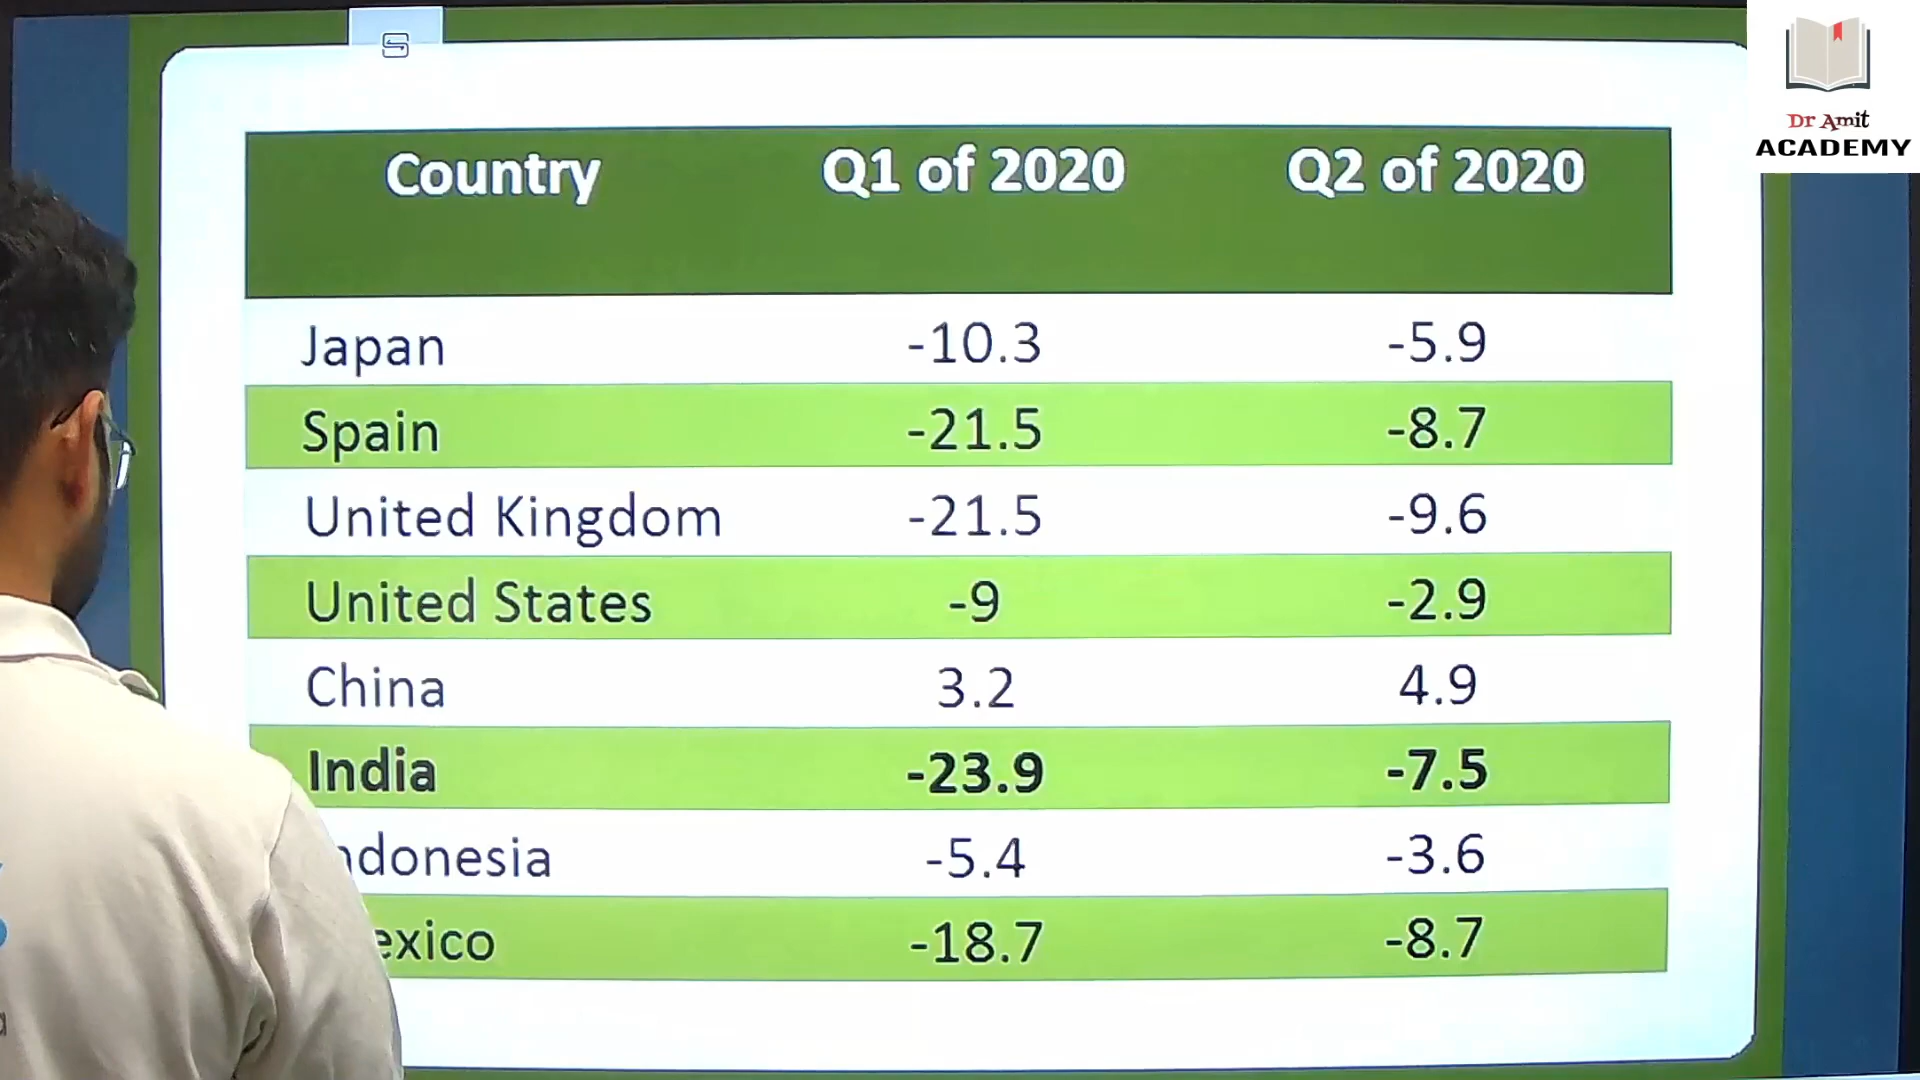 Dr Amit
ACADEMY
Country Q1 of 2020 Q2 of 2020
Japan -10.3 -5.9
Spain -21.5 -8.7
United Kingdom -21.5 -9.6
United States -9 -2.9
China 3.2 4.9
India -23.9 -7.5
ndonesia -5.4 -3.6
exico -18.7 -8.7